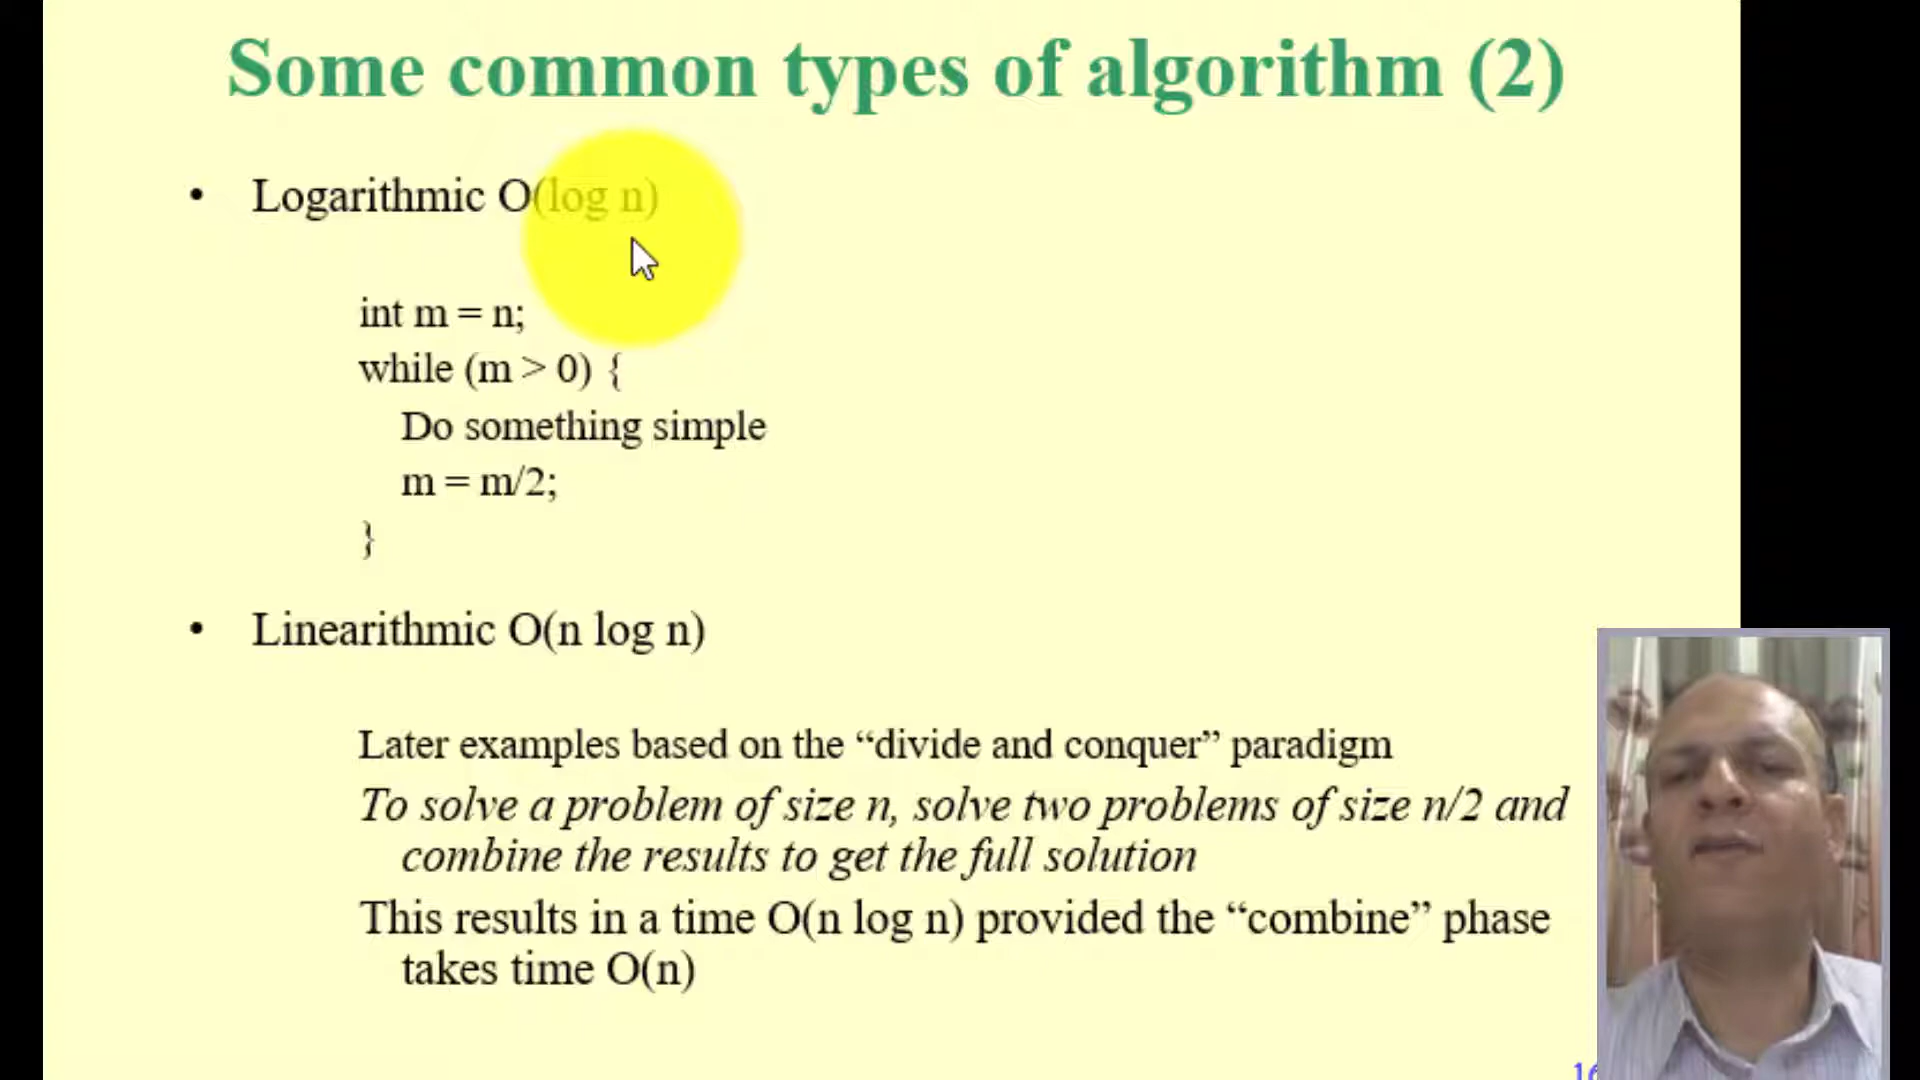 Some common types of algorithm (2)
• Logarithmic O(log n)
int m = n;
while (m > 0) {
Do something simple
m = m/2;
}
• Linearithmic O(n log n)
Later examples based on the “divide and conquer” paradigm
To solve a problem of size n, solve two problems of size n/2 and
combine the results to get the full solution
This results in a time O(n log n) provided the “combine” phase
takes time O(n)